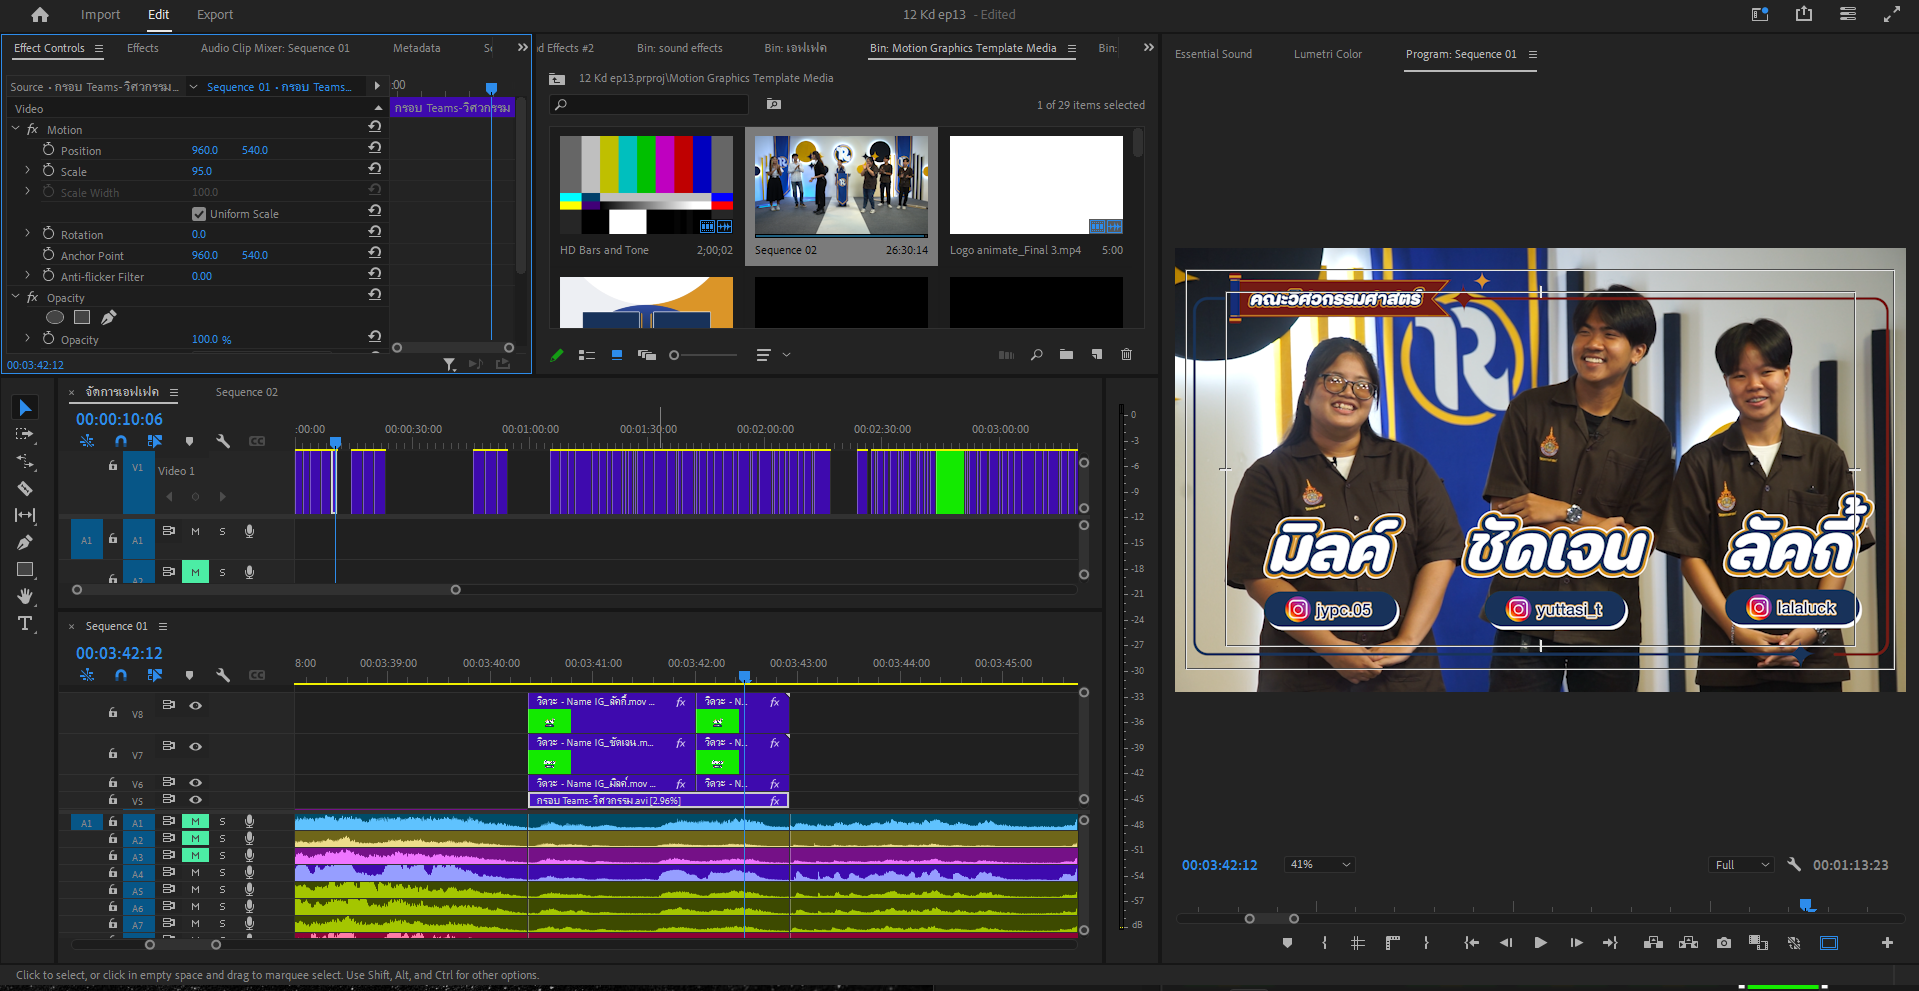 Import
Edit
Export
12 Kd ep13 - Edited
Effect Controls
Effects
Audio Clip Mixer: Sequence 01
Metadata
Source • กรอบ Teams-วิศวกรรม...
Sequence 01 • กรอบ Teams...
:00
Video
กรอบ Teams-วิศวกรรม
fx Motion
Position 960.0 540.0
Scale 95.0
Scale Width 100.0
Uniform Scale
Rotation 0.0
Anchor Point 960.0 540.0
Anti-flicker Filter 0.00
fx Opacity
Opacity 100.0 %
00:03:42:12
d Effects #2
Bin: sound effects
Bin: เอฟเฟค
Bin: Motion Graphics Template Media
Bin:
12 Kd ep13.prproj\Motion Graphics Template Media
1 of 29 items selected
HD Bars and Tone 2;00;02
Sequence 02 26:30:14
Logo animate_Final 3.mp4 5:00
Essential Sound
Lumetri Color
Program: Sequence 01
คณะวิศวกรรมศาสตร์
R
มิลค์
ชัดเจน
ลัคกี้
jypc.05
yuttasi_t
lalaluck
00:03:42:12
41%
Full
00:01:13:23
× จัดการเอฟเฟค
Sequence 02
00:00:10:06
:00:00 00:00:30:00 00:01:00:00 00:01:30:00 00:02:00:00 00:02:30:00 00:03:00:00
V1 Video 1
A1 A1 M S
A2 M S
× Sequence 01
00:03:42:12
8:00 00:03:39:00 00:03:40:00 00:03:41:00 00:03:42:00 00:03:43:00 00:03:44:00 00:03:45:00
V8 วิดวะ - Name IG_ลัคกี้.mov ... fx วิดวะ - N... fx
V7 วิดวะ - Name IG_ชัดเจน.m... fx วิดวะ - N... fx
V6 วิดวะ - Name IG_มิลค์.mov ... fx วิดวะ - N... fx
V5 กรอบ Teams-วิศวกรรม.avi [2.96%] fx
A1 A1 M S
A2 M S
A3 M S
A4 M S
A5 M S
A6 M S
A7 M S
0
-3
-6
-9
-12
-15
-18
-21
-24
-27
-30
-33
-36
-39
-42
-45
-48
-51
-54
-57
dB
Click to select, or click in empty space and drag to marquee select. Use Shift, Alt, and Ctrl for other options.